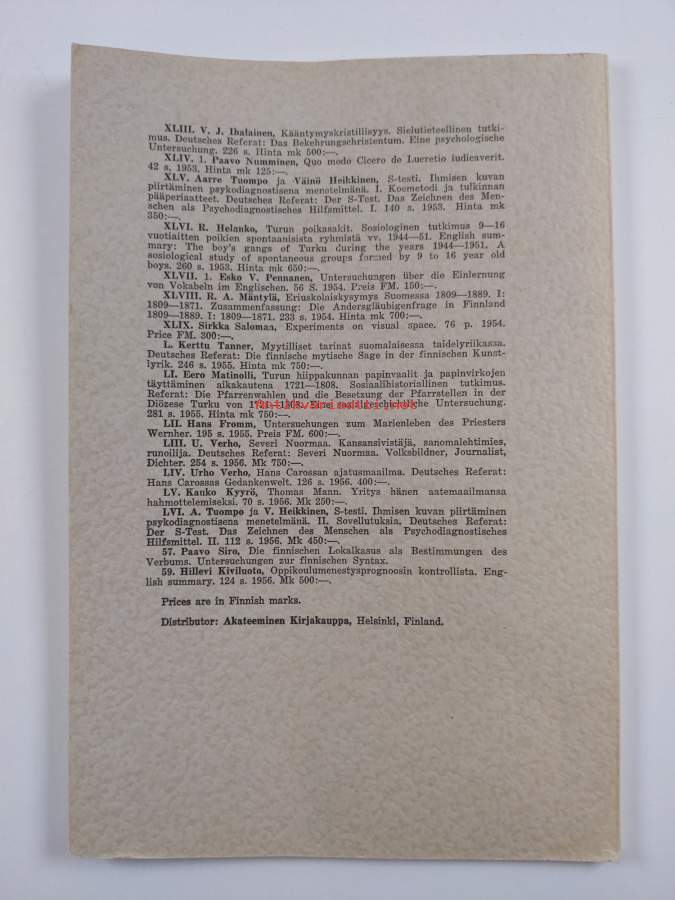 XLIII. V. J. Ihalainen, Kääntymyskristillisyys. Sielutieteellinen tutki-
mus. Deutsches Referat: Das Bekehrungschristentum. Eine psychologische
Untersuchung. 226 s. Hinta mk 500:—.
XLIV. 1. Paavo Numminen, Quo modo Cicero de Lucretio iudicaverit.
42 s. 1953. Hinta mk 125:—.
XLV. Aarre Tuompo ja Väinö Heikkinen, S-testi. Ihmisen kuvan
piirtäminen psykodiagnostisena menetelmänä. I. Koemetodi ja tulkinnan
pääperiaatteet. Deutsches Referat: Der S-Test. Das Zeichnen des Men-
schen als Psychodiagnostisches Hilfsmittel. I. 140 s. 1953. Hinta mk
350:—.
XLVI. R. Helanko, Turun poikasakit. Sosiologinen tutkimus 9—16
vuotiaitten poikien spontaanisista ryhmistä vv. 1944—51. English sum-
mary: The boy's gangs of Turku during the years 1944—1951. A
sociological study of spontaneous groups formed by 9 to 16 year old
boys. 260 s. 1953. Hinta mk 650:—.
XLVII. 1. Esko V. Pennanen, Untersuchungen über die Einlernung
von Vokabeln im Englischen. 56 S. 1954. Preis FM. 150:—.
XLVIII. R. A. Mäntylä, Eriuskolaiskysymys Suomessa 1809—1889. I:
1809—1871. Zusammenfassung: Die Andersgläubigenfrage in Finnland
1809—1889. I: 1809—1871. 233 s. 1954. Hinta mk 700:—.
XLIX. Sirkka Salomaa, Experiments on visual space. 76 p. 1954.
Price FM. 300:—.
L. Kerttu Tanner, Myytilliset tarinat suomalaisessa taidelyriikassa.
Deutsches Referat: Die finnische mytische Sage in der finnischen Kunst-
lyrik. 246 s. 1955. Hinta mk 750:—.
LI. Eero Matinolli, Turun hiippakunnan papinvaalit ja papinvirkojen
täyttäminen aikakautena 1721—1808. Sosiaalihistoriallinen tutkimus.
Referat: Die Pfarrenwahlen und die Besetzung der Pfarrstellen in der
Diözese Turku von 1721—1808. Eine sozialgeschichtliche Untersuchung.
281 s. 1955. Hinta mk 750:—.
LII. Hans Fromm, Untersuchungen zum Marienleben des Priesters
Wernher. 195 s. 1955. Preis FM. 600:—.
LIII. U. Verho, Severi Nuormaa. Kansansivistäjä, sanomalehtimies,
runoilija. Deutsches Referat: Severi Nuormaa. Volksbildner, Journalist,
Dichter. 254 s. 1956. Mk 750:—.
LIV. Urho Verho, Hans Carossan ajatusmaailma. Deutsches Referat:
Hans Carossas Gedankenwelt. 126 s. 1956. 400:—.
LV. Kauko Kyyrö, Thomas Mann. Yritys hänen aatemaailmansa
hahmottelemiseksi. 70 s. 1956. Mk 250:—.
LVI. A. Tuompo ja V. Heikkinen, S-testi. Ihmisen kuvan piirtäminen
psykodiagnostisena menetelmänä. II. Sovellutuksia. Deutsches Referat:
Der S-Test. Das Zeichnen des Menschen als Psychodiagnostisches
Hilfsmittel. II. 112 s. 1956. Mk 450:—.
57. Paavo Siro, Die finnischen Lokalkasus als Bestimmungen des
Verbums. Untersuchungen zur finnischen Syntax.
59. Hillevi Kiviluoto, Oppikoulumenestysprognoosin kontrollista. Eng-
lish summary. 124 s. 1956. Mk 500:—.
Prices are in Finnish marks.
Distributor: Akateeminen Kirjakauppa, Helsinki, Finland.